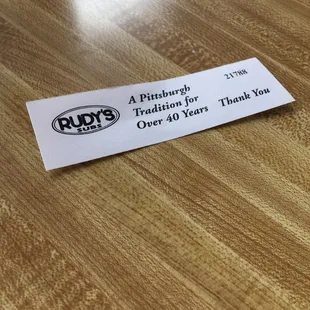 RUDY'S
SUBS
A Pittsburgh
Tradition for
Over 40 Years
21788
Thank You